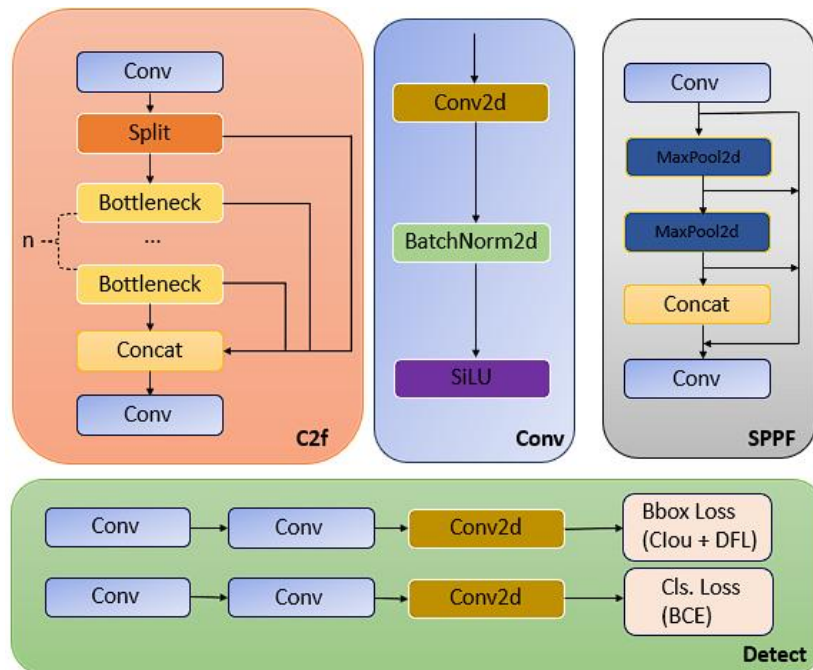 Conv
Split
Bottleneck
...
n
Bottleneck
Concat
Conv
C2f
Conv2d
BatchNorm2d
SiLU
Conv
Conv
MaxPool2d
MaxPool2d
Concat
Conv
SPPF
Conv
Conv
Conv2d
Bbox Loss
(CIou + DFL)
Conv
Conv
Conv2d
Cls. Loss
(BCE)
Detect